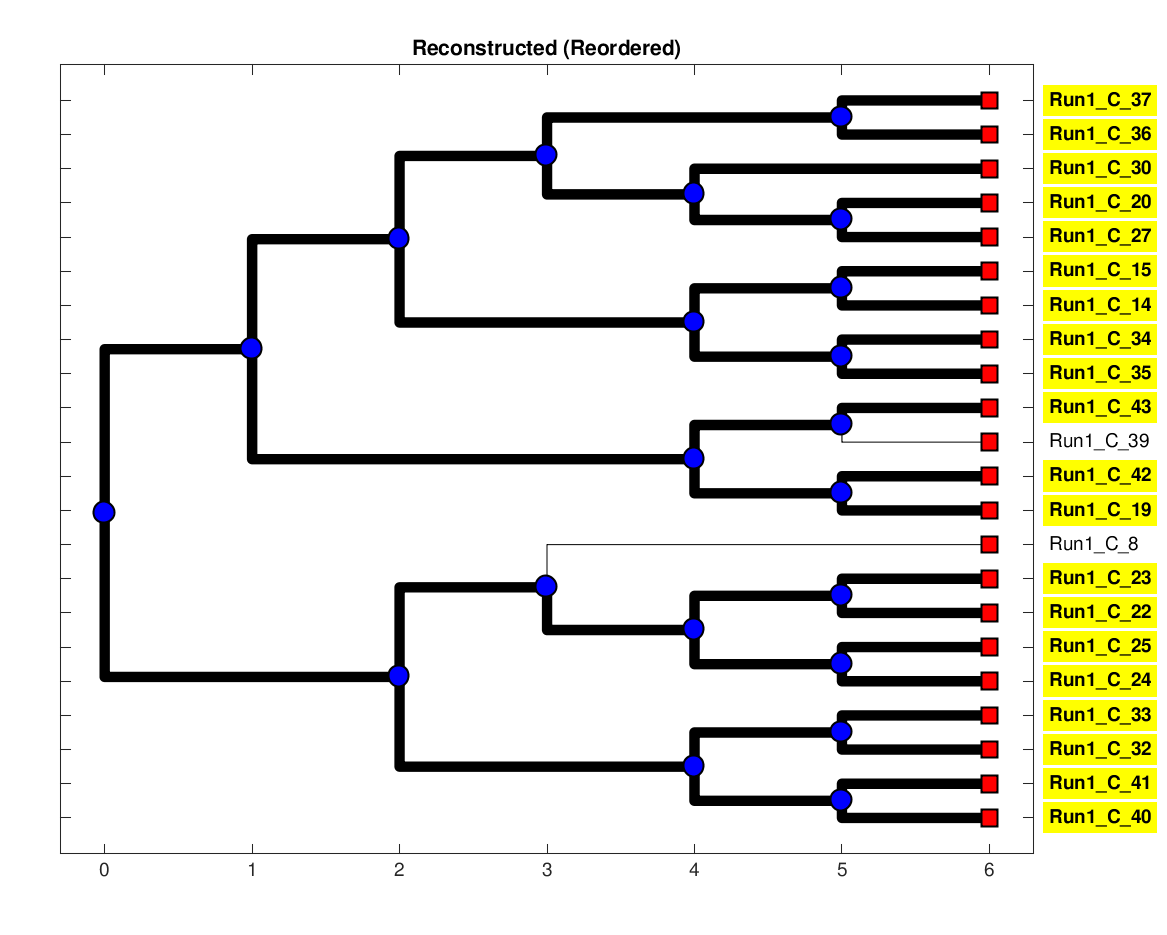 Reconstructed (Reordered)
Run1_C_37
Run1_C_36
Run1_C_30
Run1_C_20
Run1_C_27
Run1_C_15
Run1_C_14
Run1_C_34
Run1_C_35
Run1_C_43
Run1_C_39
Run1_C_42
Run1_C_19
Run1_C_8
Run1_C_23
Run1_C_22
Run1_C_25
Run1_C_24
Run1_C_33
Run1_C_32
Run1_C_41
Run1_C_40
0 1 2 3 4 5 6